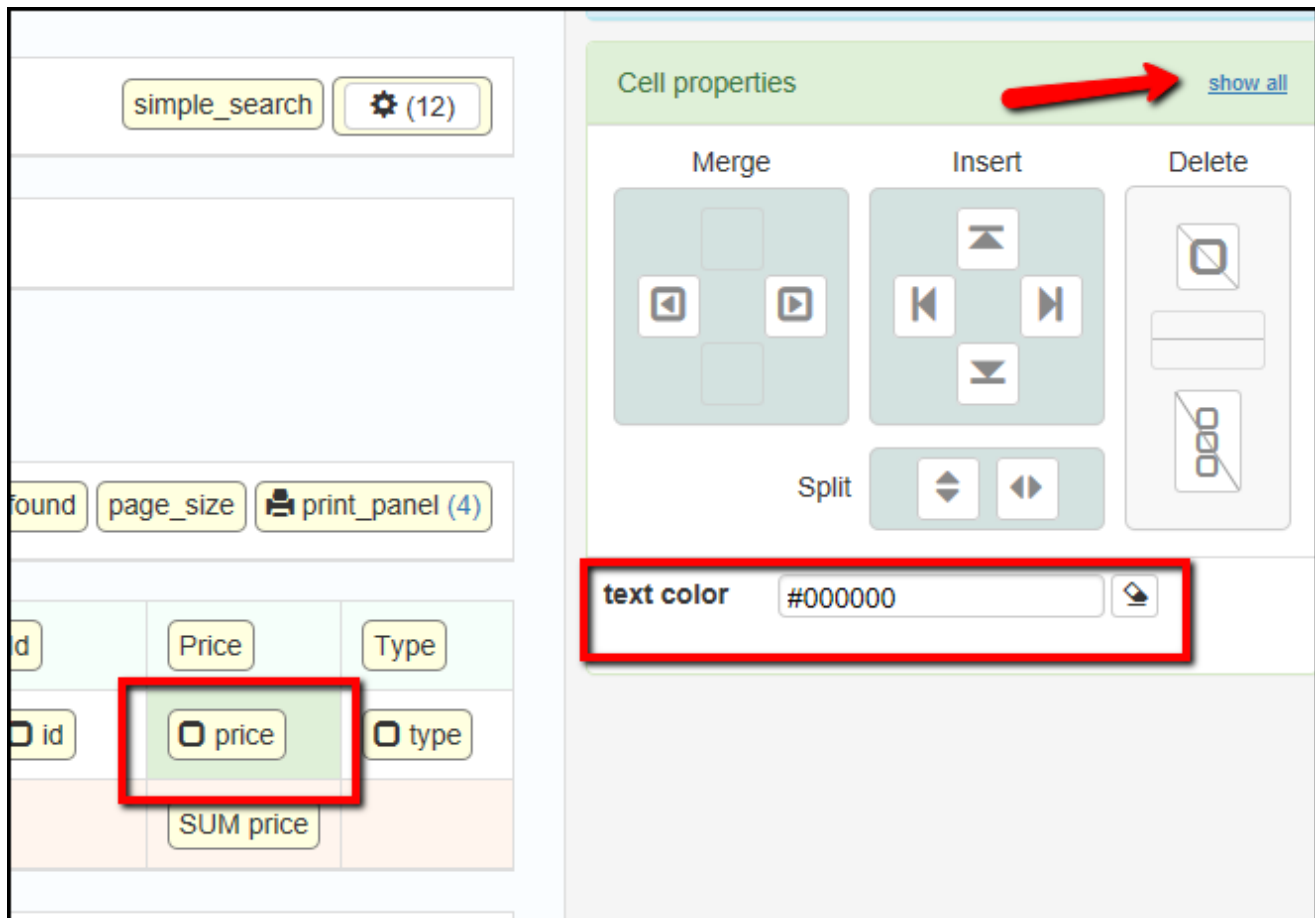 Cell properties
show all
simple_search
(12)
Merge
Insert
Delete
Split
found
page_size
print_panel (4)
text color
#000000
Id
Price
Type
id
price
type
SUM price